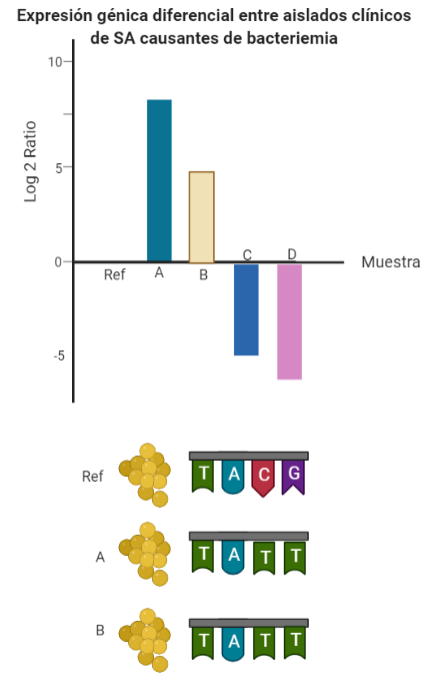 Expresión génica diferencial entre aislados clínicos
de SA causantes de bacteriemia
Log 2 Ratio
10
5
0
-5
Ref
A
B
C
D
Muestra
Ref
T A C G
A
T A T T
B
T A T T